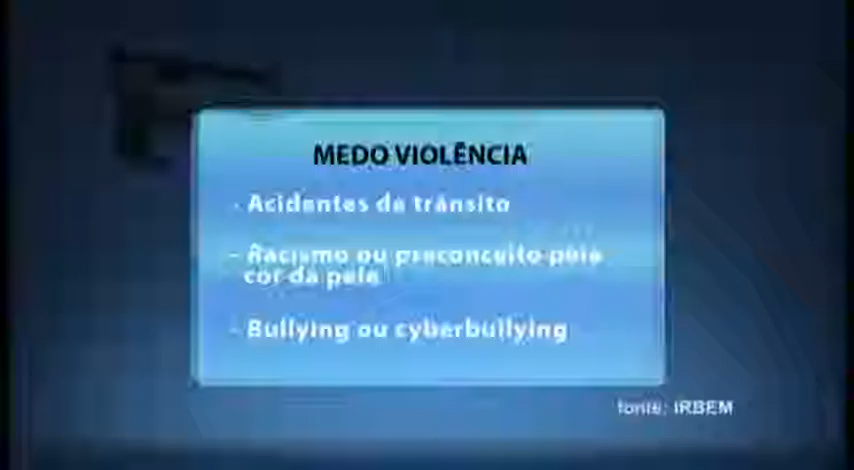 MEDO VIOLÊNCIA
- Acidentes de trânsito
- Racismo ou preconceito pela
cor da pele
- Bullying ou cyberbullying
fonte: IRBEM